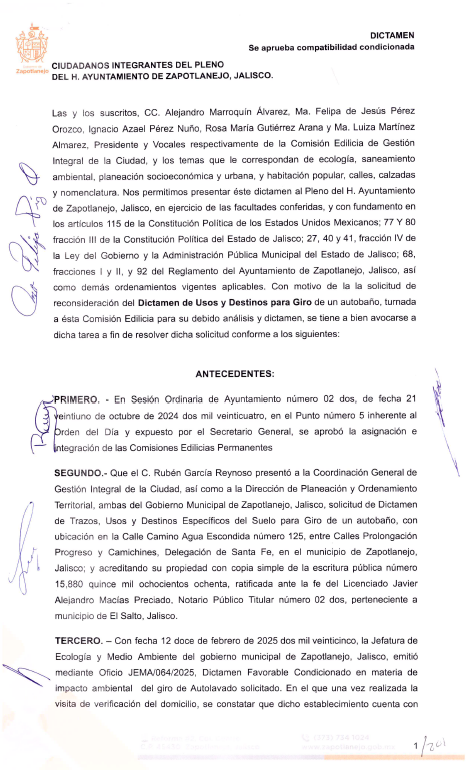 DICTAMEN
Se aprueba compatibilidad condicionada
Zapotlanejo
CIUDADANOS INTEGRANTES DEL PLENO
DEL H. AYUNTAMIENTO DE ZAPOTLANEJO, JALISCO.
Las y los suscritos, CC. Alejandro Marroquín Álvarez, Ma. Felipa de Jesús Pérez
Orozco, Ignacio Azael Pérez Nuño, Rosa María Gutiérrez Arana y Ma. Luiza Martínez
Almarez, Presidente y Vocales respectivamente de la Comisión Edilicia de Gestión
Integral de la Ciudad, y los temas que le correspondan de ecología, saneamiento
ambiental, planeación socioeconómica y urbana, y habitación popular, calles, calzadas
y nomenclatura. Nos permitimos presentar éste dictamen al Pleno del H. Ayuntamiento
de Zapotlanejo, Jalisco, en ejercicio de las facultades conferidas, y con fundamento en
los artículos 115 de la Constitución Política de los Estados Unidos Mexicanos; 77 Y 80
fracción III de la Constitución Política del Estado de Jalisco; 27, 40 y 41, fracción IV de
la Ley del Gobierno y la Administración Pública Municipal del Estado de Jalisco; 68,
fracciones I y II, y 92 del Reglamento del Ayuntamiento de Zapotlanejo, Jalisco, así
como demás ordenamientos vigentes aplicables. Con motivo de la la solicitud de
reconsideración del Dictamen de Usos y Destinos para Giro de un autobaño, turnada
a ésta Comisión Edilicia para su debido análisis y dictamen, se tiene a bien avocarse a
dicha tarea a fin de resolver dicha solicitud conforme a los siguientes:
ANTECEDENTES:
PRIMERO. - En Sesión Ordinaria de Ayuntamiento número 02 dos, de fecha 21
veintiuno de octubre de 2024 dos mil veinticuatro, en el Punto número 5 inherente al
Orden del Día y expuesto por el Secretario General, se aprobó la asignación e
integración de las Comisiones Edilicias Permanentes
SEGUNDO.- Que el C. Rubén García Reynoso presentó a la Coordinación General de
Gestión Integral de la Ciudad, así como a la Dirección de Planeación y Ordenamiento
Territorial, ambas del Gobierno Municipal de Zapotlanejo, Jalisco, solicitud de Dictamen
de Trazos, Usos y Destinos Específicos del Suelo para Giro de un autobaño, con
ubicación en la Calle Camino Agua Escondida número 125, entre Calles Prolongación
Progreso y Camichines, Delegación de Santa Fe, en el municipio de Zapotlanejo,
Jalisco; y acreditando su propiedad con copia simple de la escritura pública número
15,880 quince mil ochocientos ochenta, ratificada ante la fe del Licenciado Javier
Alejandro Macías Preciado, Notario Público Titular número 02 dos, perteneciente a
municipio de El Salto, Jalisco.
TERCERO. – Con fecha 12 doce de febrero de 2025 dos mil veinticinco, la Jefatura de
Ecología y Medio Ambiente del gobierno municipal de Zapotlanejo, Jalisco, emitió
mediante Oficio JEMA/064/2025, Dictamen Favorable Condicionado en materia de
impacto ambiental del giro de Autolavado solicitado. En el que una vez realizada la
visita de verificación del domicilio, se constatar que dicho establecimiento cuenta con
1/201